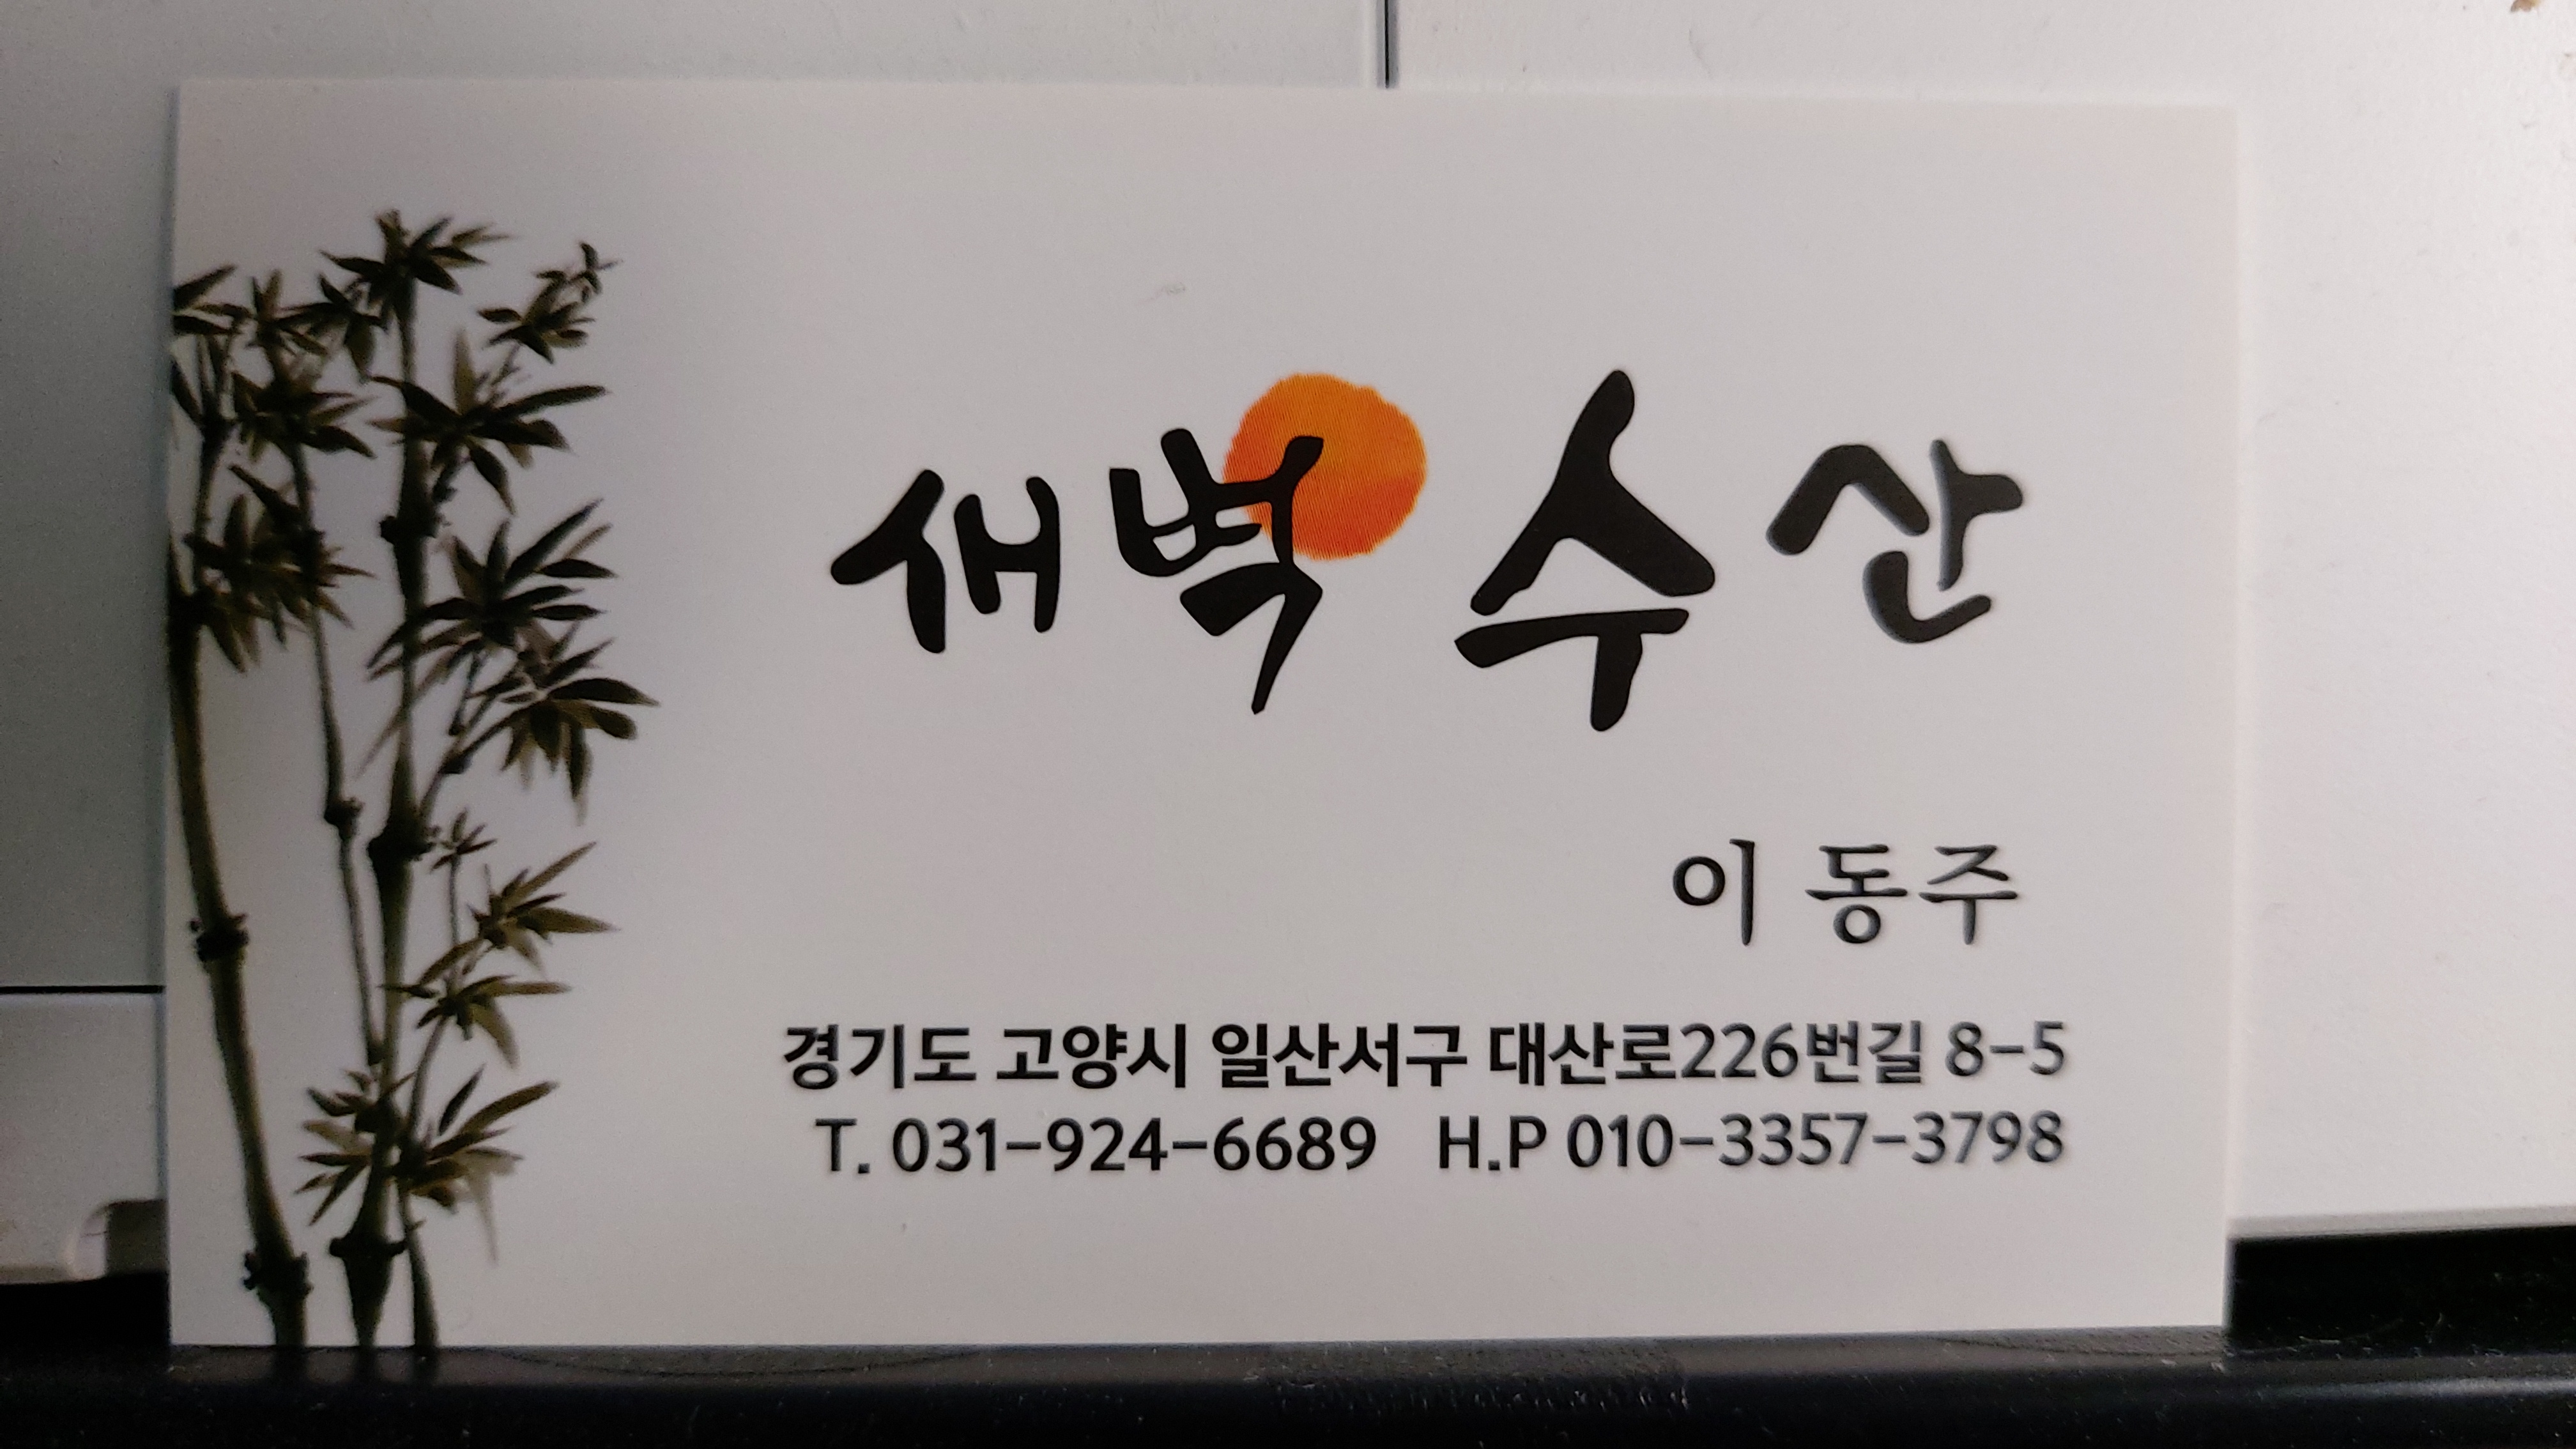 새벽 수산
이 동주
경기도 고양시 일산서구 대산로226번길 8-5
T. 031-924-6689 H.P 010-3357-3798